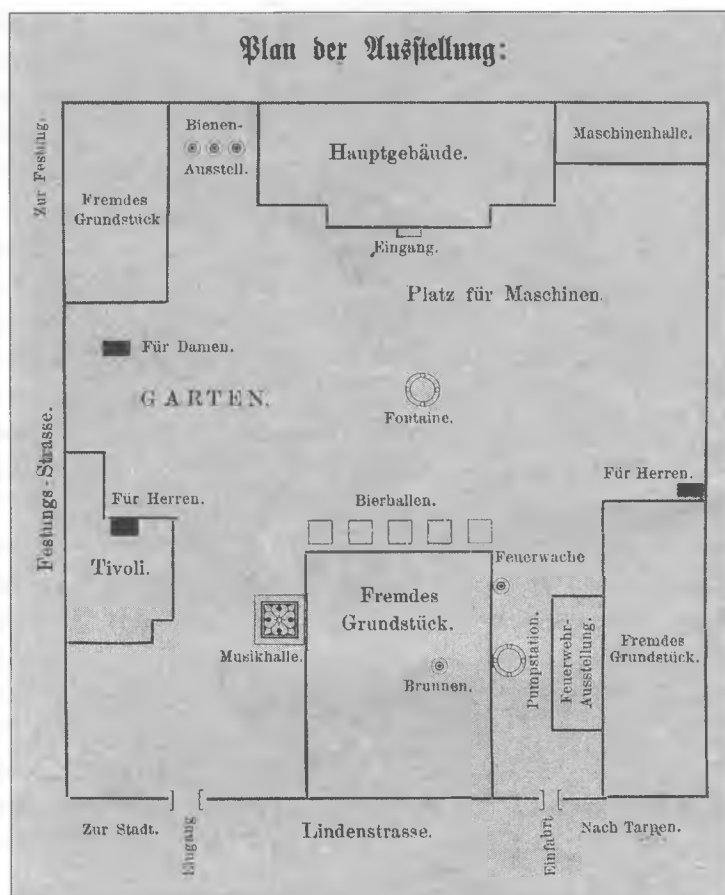 Plan der Ausstellung:
Bienen-
Ausstell.
Hauptgebäude.
Maschinenhalle.
Zur Festung.
Fremdes
Grundstück
Eingang.
Platz für Maschinen.
Für Damen.
GARTEN.
Fontaine.
Festungs-Strasse.
Für Herren.
Für Herren.
Bierhallen.
Tivoli.
Feuerwache
Fremdes
Grundstück.
Pumpstation.
Feuerwehr-
Ausstellung.
Fremdes
Grundstück.
Musikhalle.
Brunnen.
Zur Stadt.
Eingang
Lindenstrasse.
Einfahrt
Nach Tarpen.